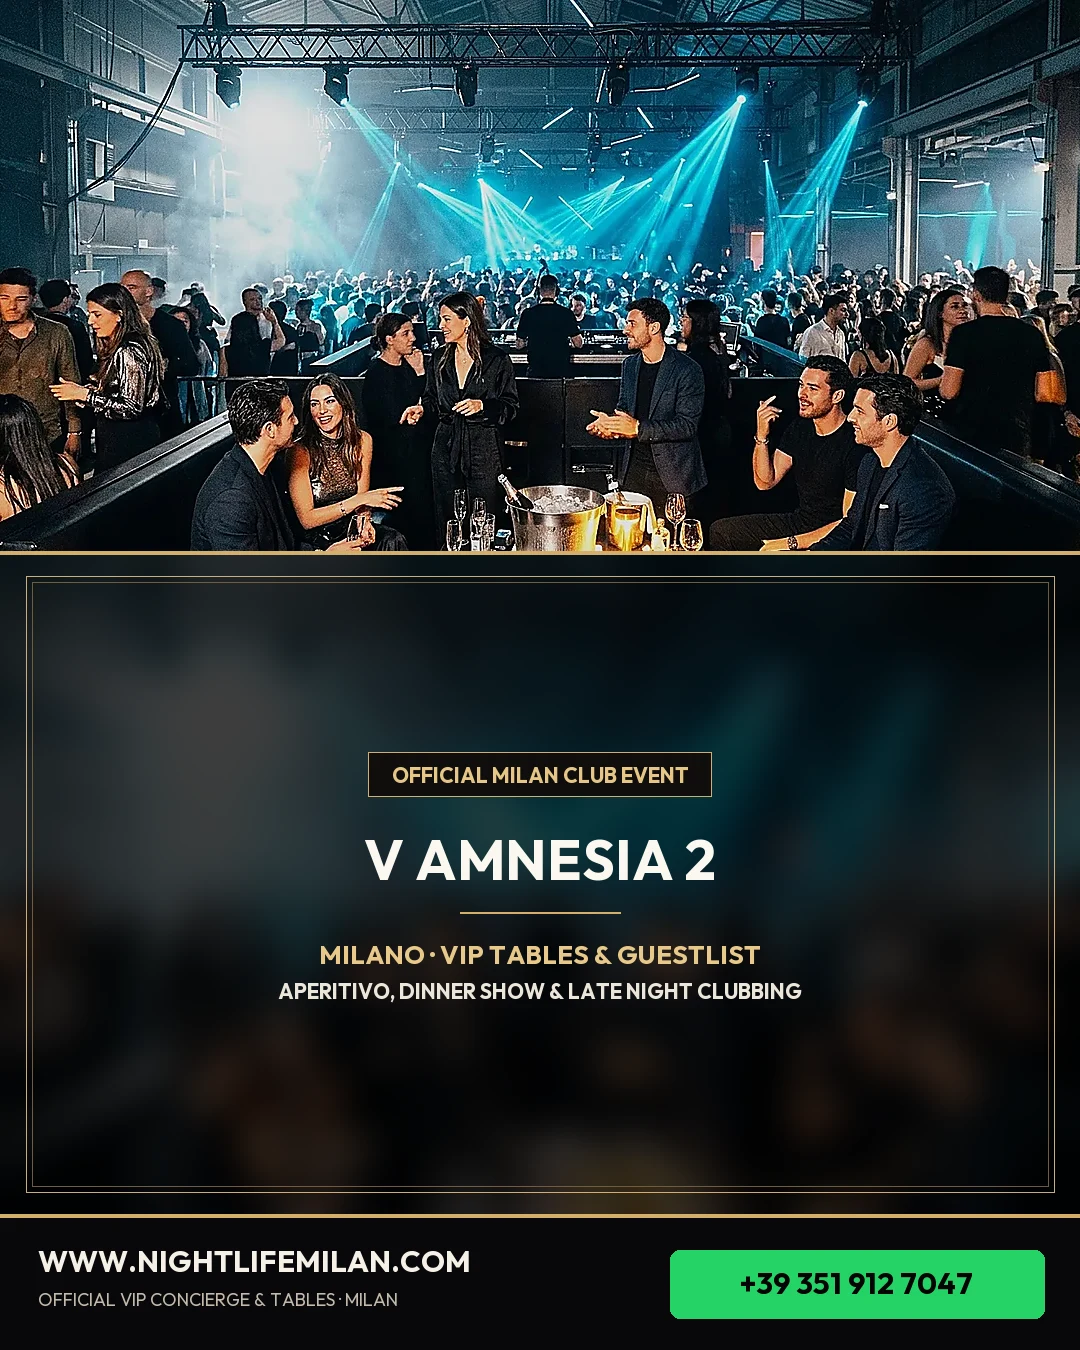 OFFICIAL MILAN CLUB EVENT
V AMNESIA 2
MILANO · VIP TABLES & GUESTLIST
APERITIVO, DINNER SHOW & LATE NIGHT CLUBBING
WWW.NIGHTLIFEMILAN.COM
OFFICIAL VIP CONCIERGE & TABLES · MILAN
+39 351 912 7047